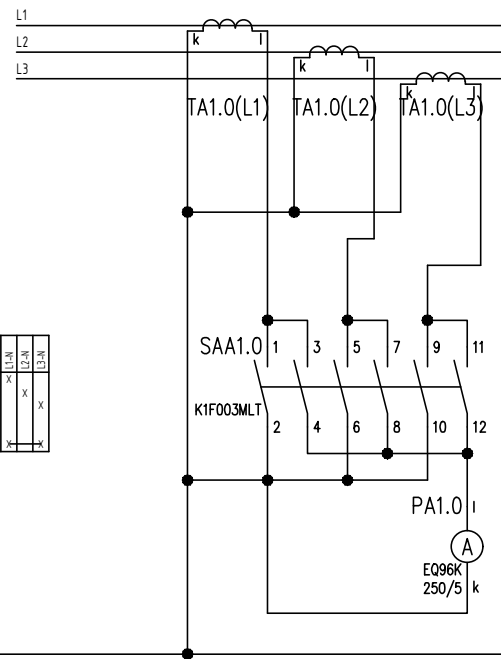 L1
L2
L3
k l
k l
k l
TA1.0(L1) TA1.0(L2) TA1.0(L3)
SAA1.0 1 3 5 7 9 11
K1F003MLT
2 4 6 8 10 12
L1-N L2-N L3-N
X
X
X
X X
PA1.0 l
A
EQ96K
250/5 k